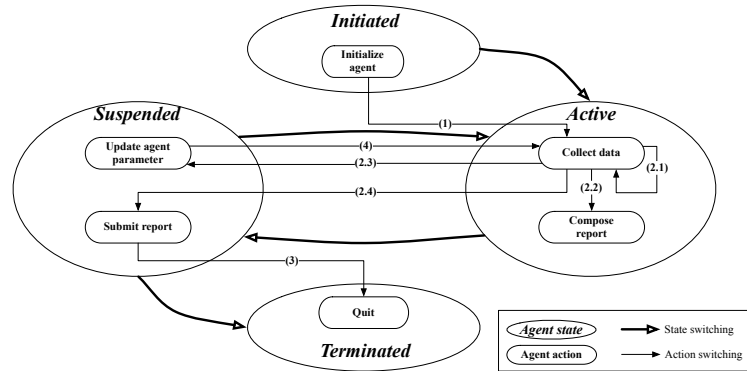 Initiated
Initialize
agent
Suspended
Active
(1)
Update agent
parameter
(4)
Collect data
(2.3)
(2.1)
(2.4)
(2.2)
Submit report
Compose
report
(3)
Quit
Terminated
Agent state
State switching
Agent action
Action switching